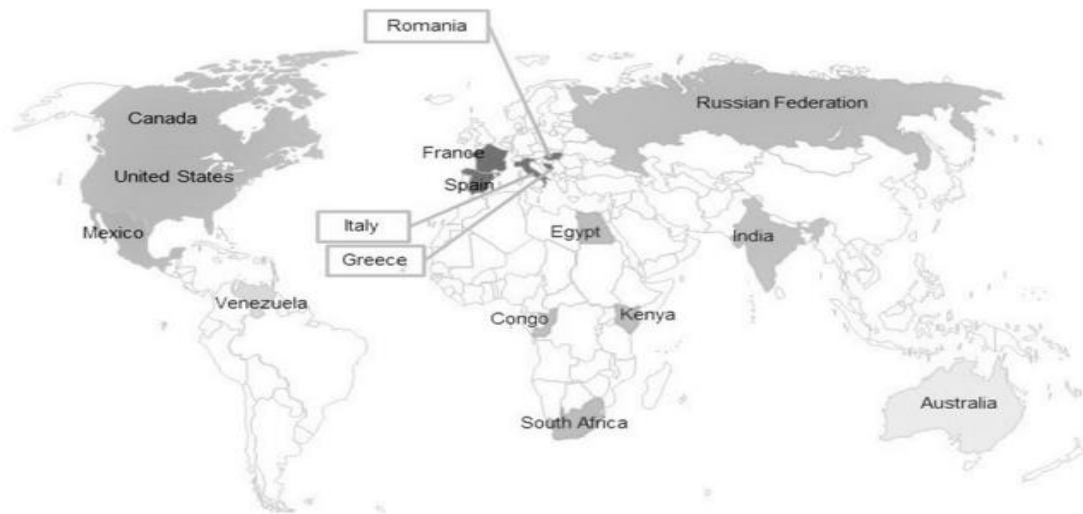 Romania
Canada
Russian Federation
France
United States
Spain
Italy
Mexico
Egypt
India
Greece
Venezuela
Congo
Kenya
Australia
South Africa